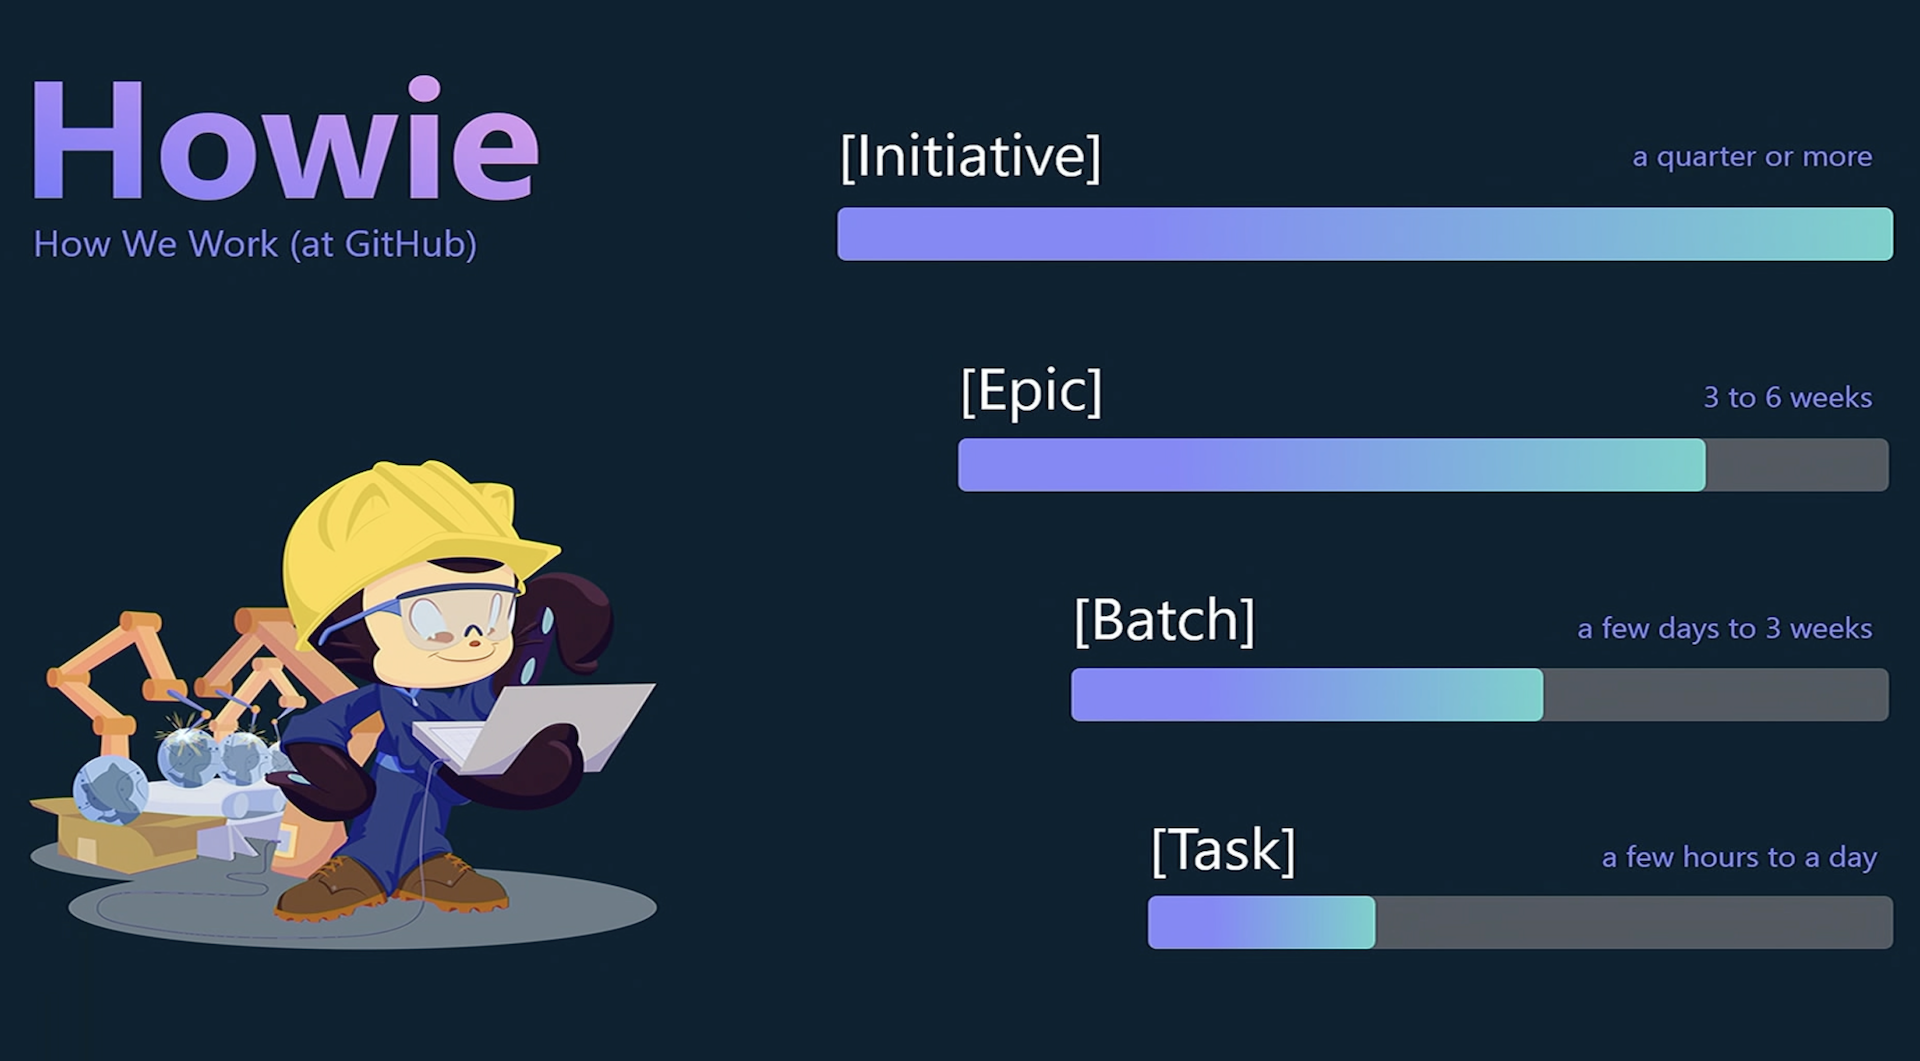 Howie
How We Work (at GitHub)
[Initiative]
a quarter or more
[Epic]
3 to 6 weeks
[Batch]
a few days to 3 weeks
[Task]
a few hours to a day